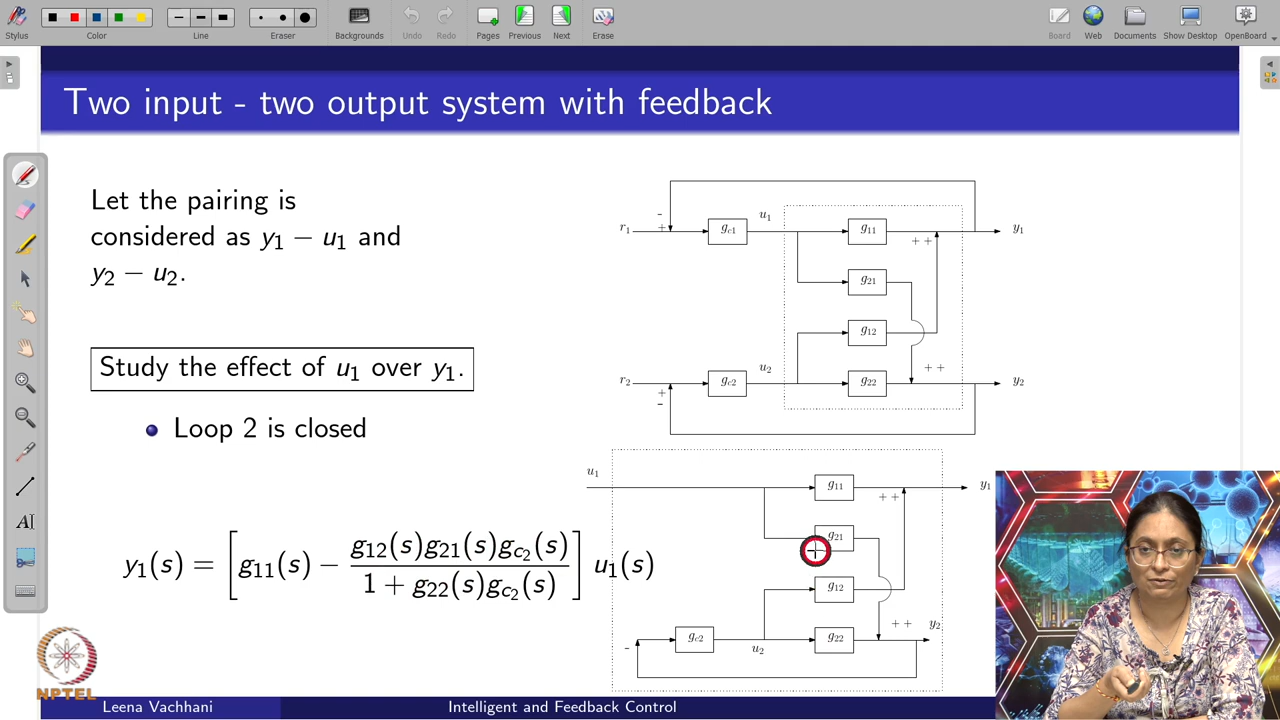 Stylus
Color
Line
Eraser
Backgrounds
Undo
Redo
Pages
Previous
Next
Erase
Board
Web
Documents
Show Desktop
OpenBoard
Two input - two output system with feedback
Let the pairing is
considered as y1 − u1 and
y2 − u2.
Study the effect of u1 over y1.
Loop 2 is closed
y1(s) = [g11(s) − g12(s)g21(s)gc2(s) / 1 + g22(s)gc2(s)] u1(s)
r1 - + gc1 u1 g11 + + y1
g21
g12
r2 + - gc2 u2 g22 + + y2
u1 g11 + + y1
g21
g12
- gc2 u2 g22 + + y2
AI
NPTEL
Leena Vachhani
Intelligent and Feedback Control